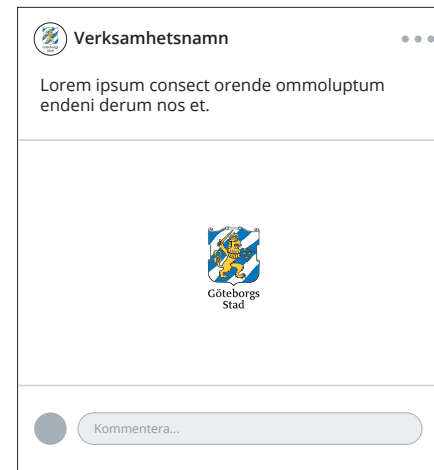 Verksamhetsnamn
Lorem ipsum consect orende ommoluptum
endeni derum nos et.
Göteborgs
Stad
Kommentera...